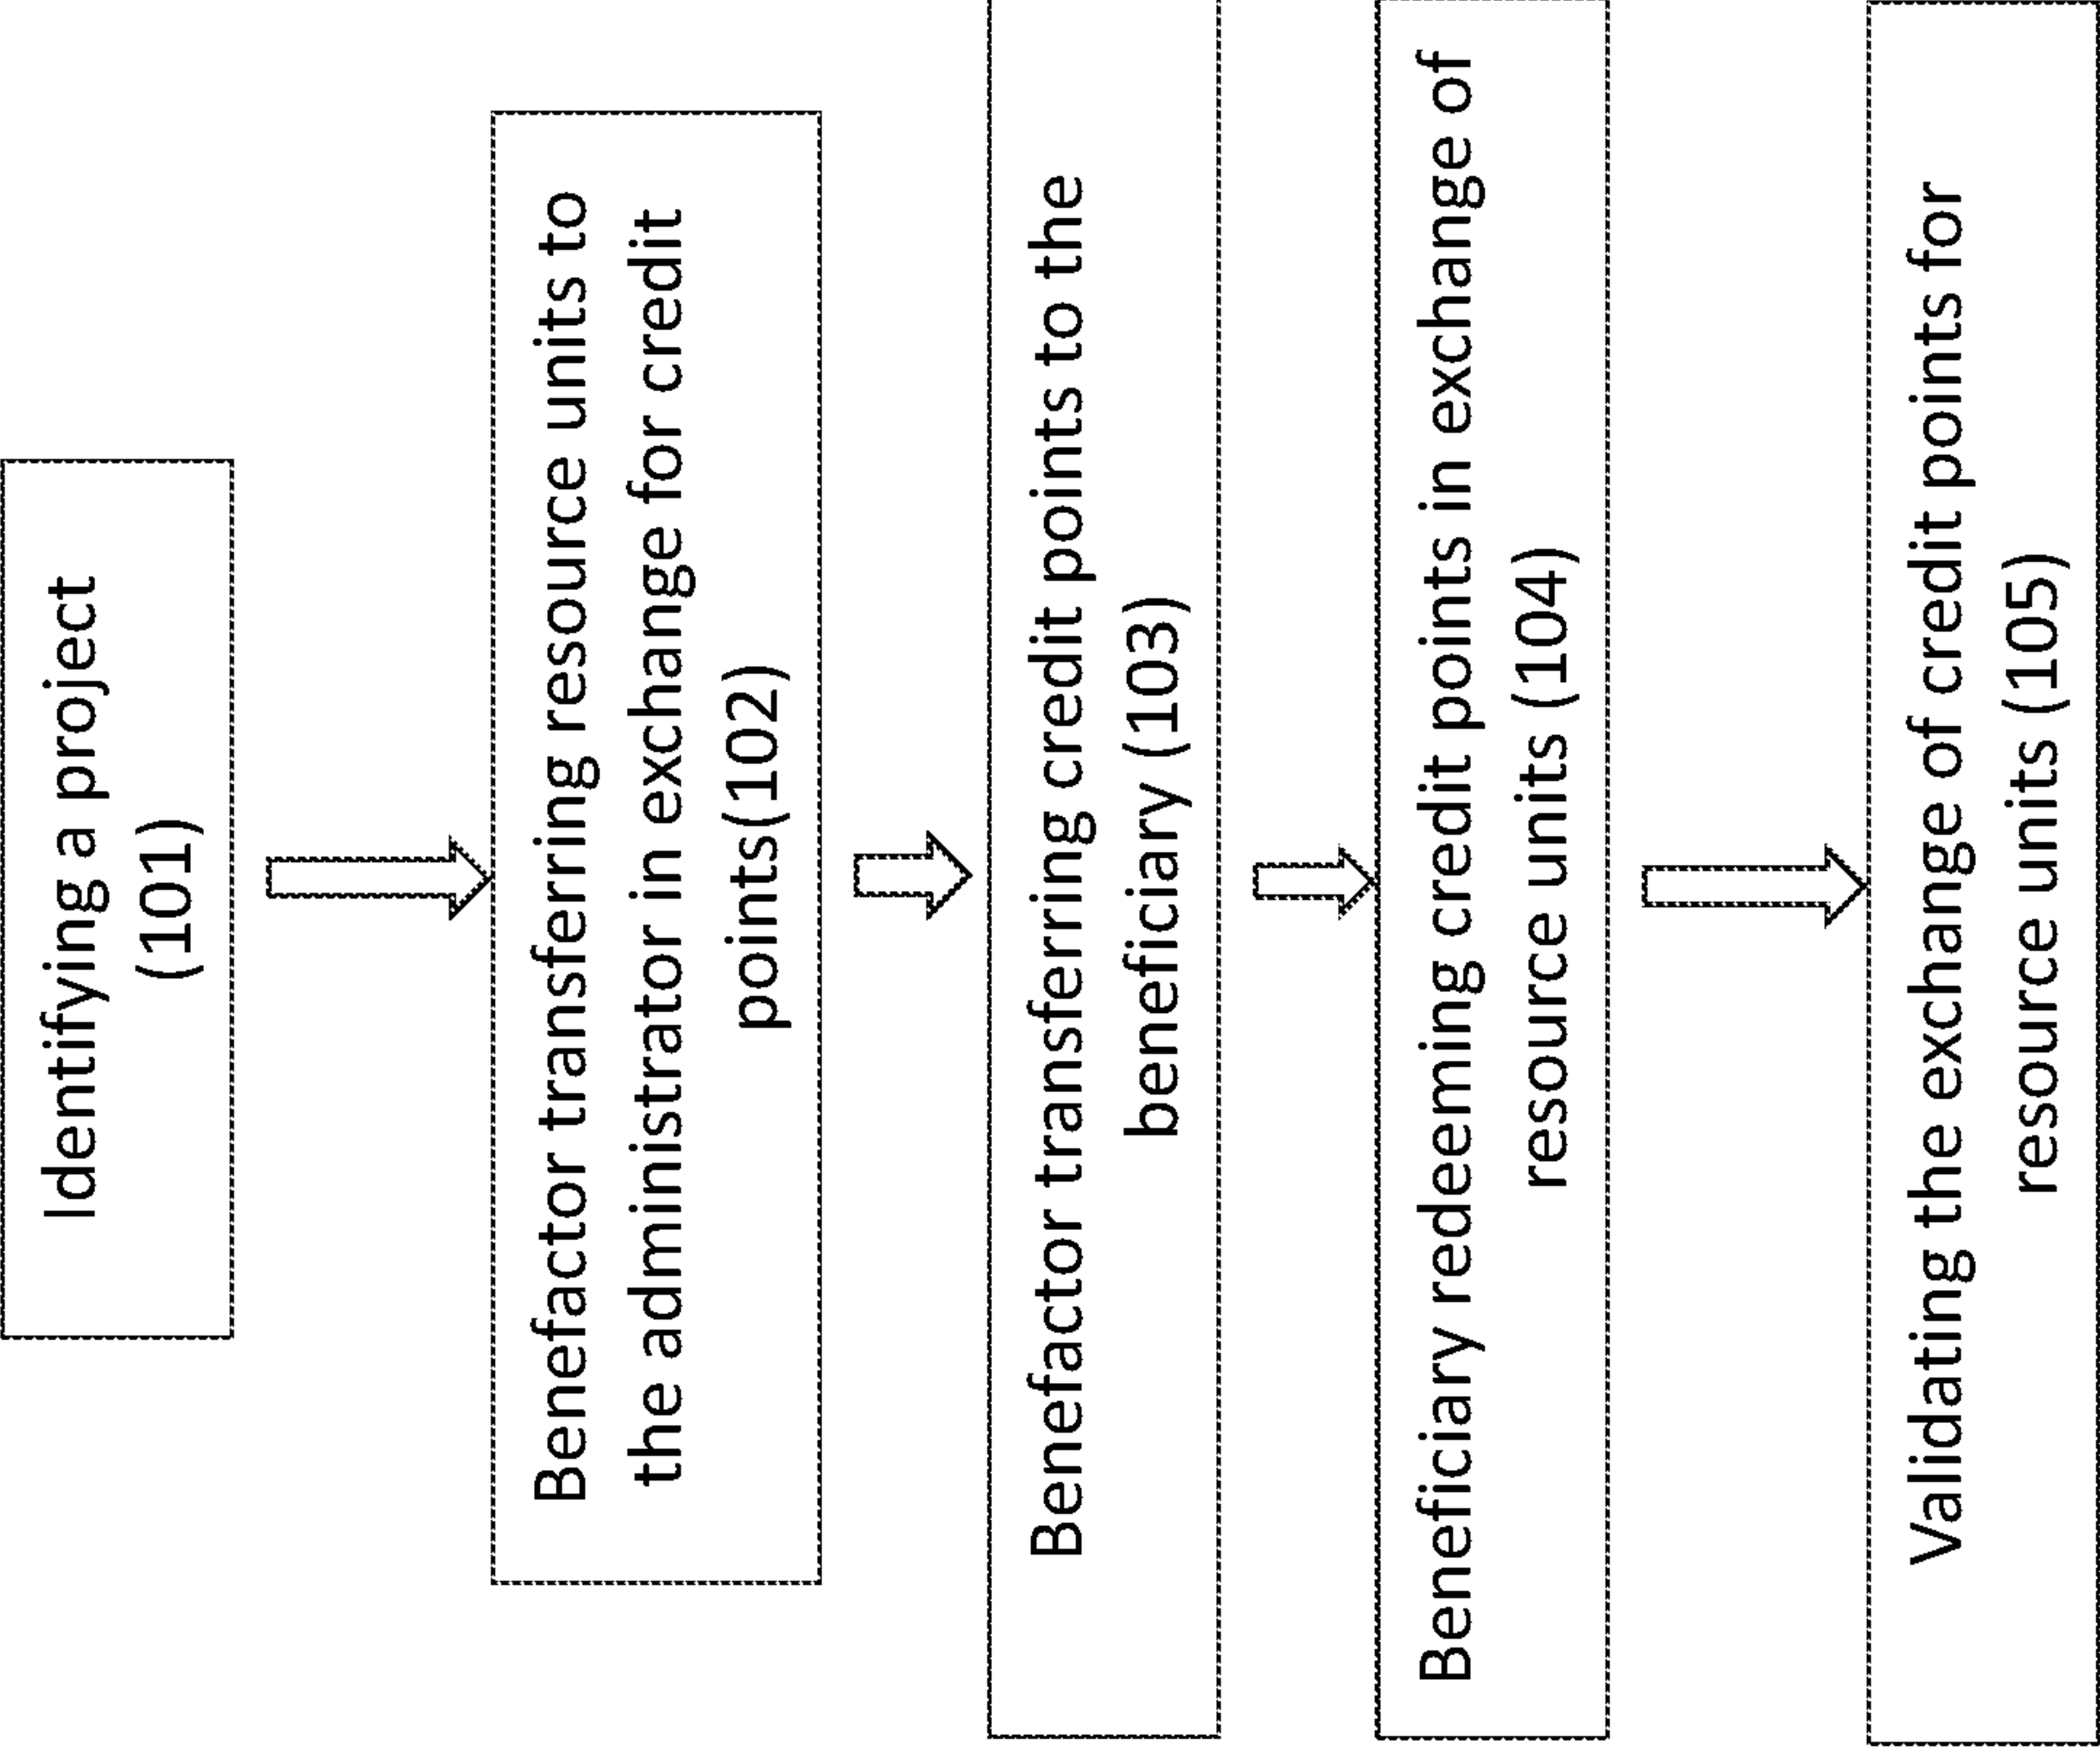 Identifying a project
(101)
Benefactor transferring resource units to
the administrator in exchange for credit
points(102)
Benefactor transferring credit points to the
beneficiary (103)
Beneficiary redeeming credit points in exchange of
resource units (104)
Validating the exchange of credit points for
resource units (105)